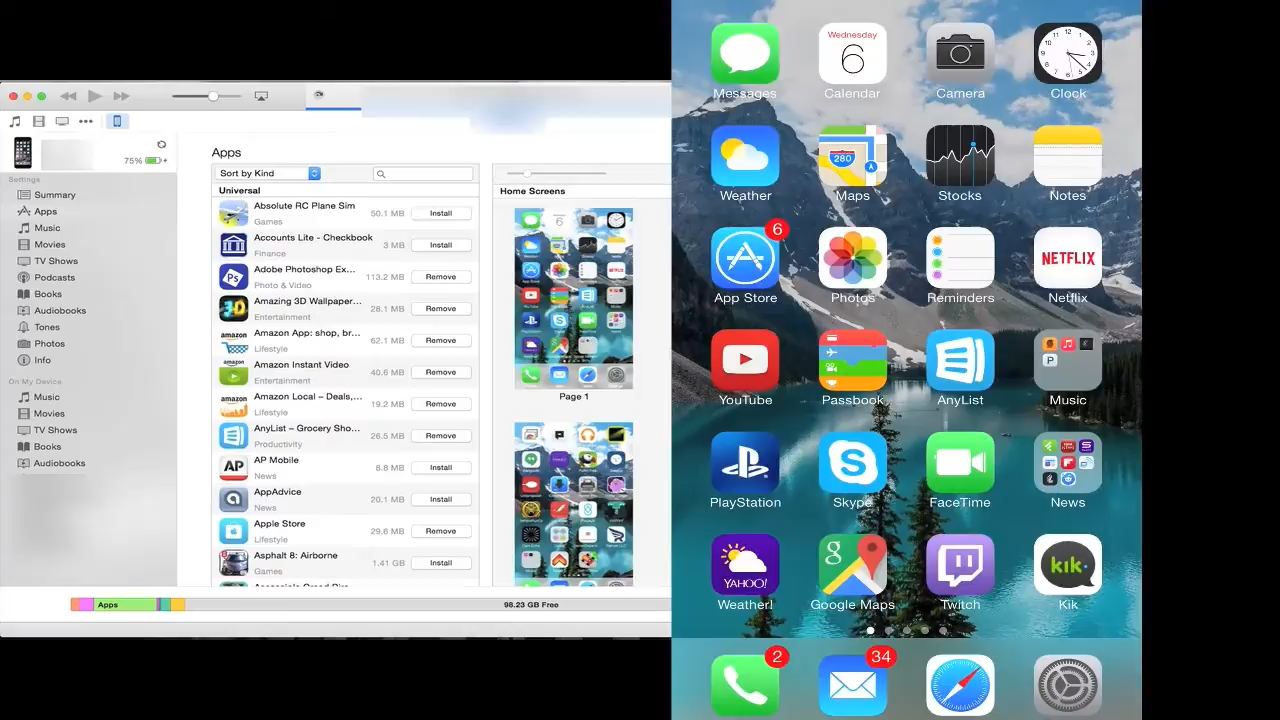 75%
Settings
Summary
Apps
Music
Movies
TV Shows
Podcasts
Books
Audiobooks
Tones
Photos
Info
On My Device
Music
Movies
TV Shows
Books
Audiobooks
Apps
Sort by Kind
Universal
Absolute RC Plane Sim
Games
50.1 MB
Install
Accounts Lite - Checkbook
Finance
3 MB
Install
Ps
Adobe Photoshop Ex...
Photo & Video
113.2 MB
Remove
3D
Amazing 3D Wallpaper...
Entertainment
28.1 MB
Remove
amazon
Amazon App: shop, br...
Lifestyle
62.1 MB
Remove
amazon
Amazon Instant Video
Entertainment
40.6 MB
Remove
amazon
Amazon Local – Deals,...
Lifestyle
19.2 MB
Remove
AnyList – Grocery Sho...
Productivity
26.5 MB
Remove
AP
AP Mobile
News
8.8 MB
Install
AppAdvice
News
20.1 MB
Install
Apple Store
Lifestyle
29.6 MB
Remove
Asphalt 8: Airborne
Games
1.41 GB
Install
Home Screens
Page 1
Apps
98.23 GB Free
Wednesday
6
12
Messages
Calendar
Camera
Clock
280
Weather
Maps
Stocks
Notes
6
NETFLIX
App Store
Photos
Reminders
Netflix
P
YouTube
Passbook
AnyList
Music
PlayStation
Skype
FaceTime
News
YAHOO!
g
kik
Weather!
Google Maps
Twitch
Kik
2
34